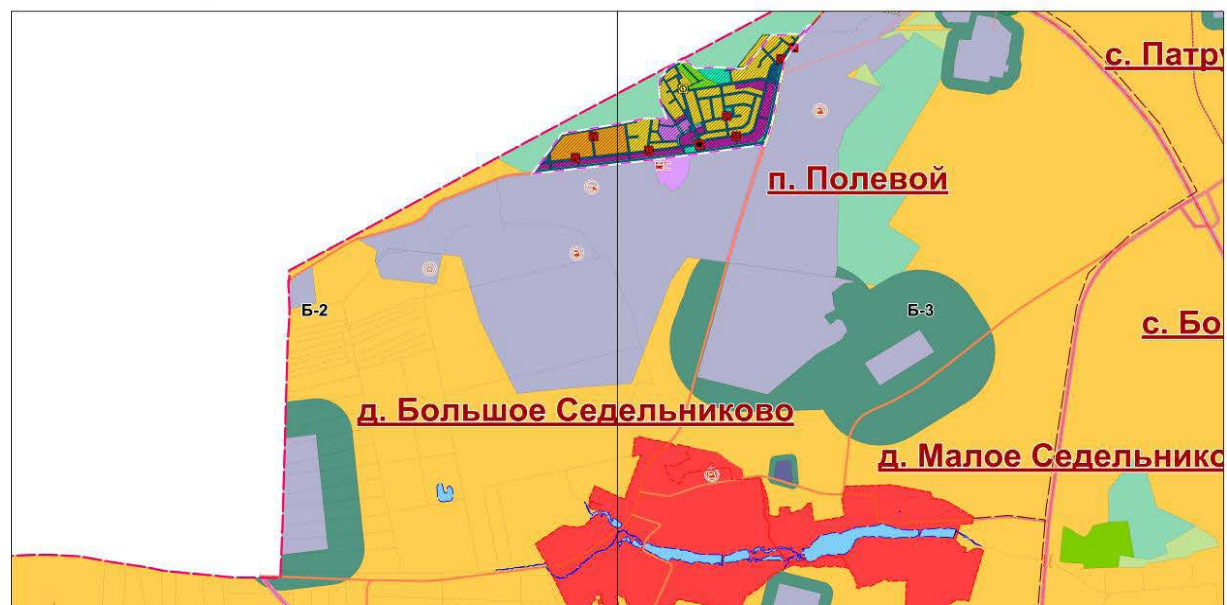 с. Патру
п. Полевой
Б-2
Б-3
с. Бо
д. Большое Седельниково
д. Малое Седельнико